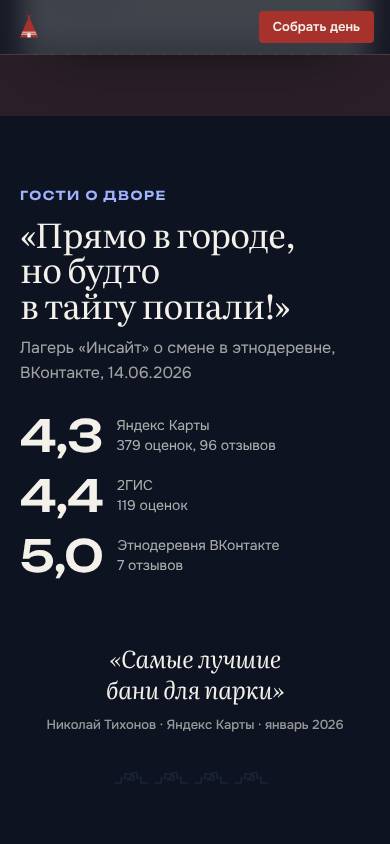 Собрать день
ГОСТИ О ДВОРЕ
«Прямо в городе,
но будто
в тайгу попали!»
Лагерь «Инсайт» о смене в этнодеревне,
ВКонтакте, 14.06.2026
4,3
Яндекс Карты
379 оценок, 96 отзывов
4,4
2ГИС
119 оценок
5,0
Этнодеревня ВКонтакте
7 отзывов
«Самые лучшие
бани для парки»
Николай Тихонов · Яндекс Карты · январь 2026